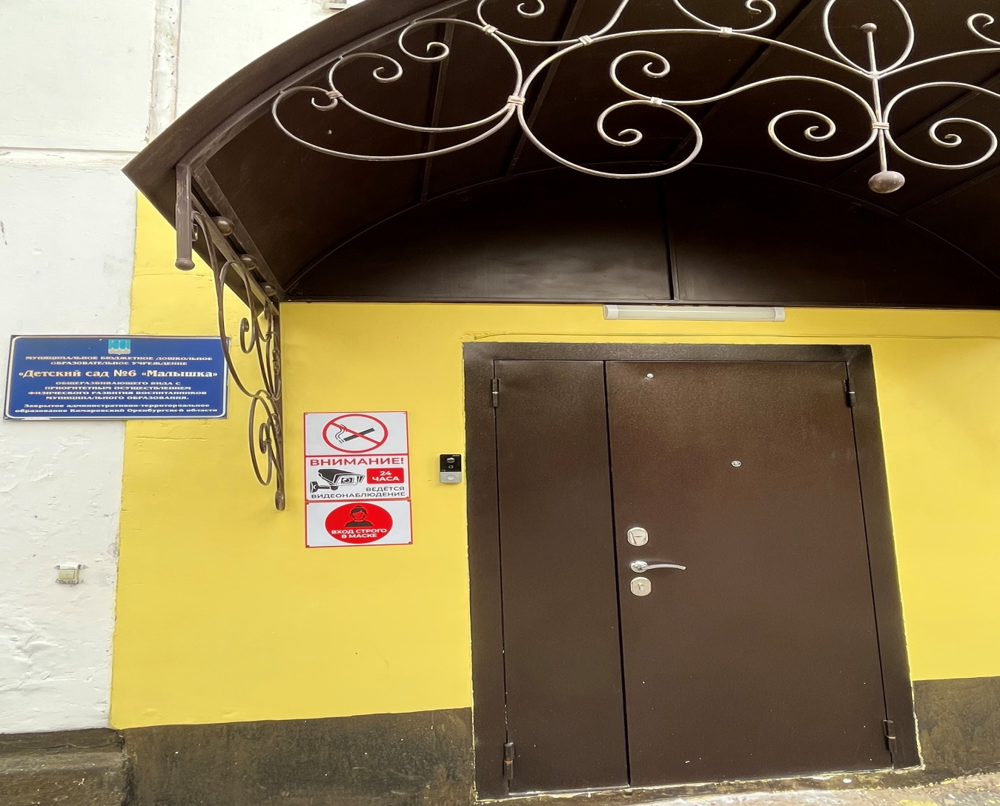 МУНИЦИПАЛЬНОЕ БЮДЖЕТНОЕ ДОШКОЛЬНОЕ
ОБРАЗОВАТЕЛЬНОЕ УЧРЕЖДЕНИЕ
«Детский сад №6 «Малышка»
ОБЩЕРАЗВИВАЮЩЕГО ВИДА С
ПРИОРИТЕТНЫМ ОСУЩЕСТВЛЕНИЕМ
ФИЗИЧЕСКОГО РАЗВИТИЯ ВОСПИТАННИКОВ
МУНИЦИПАЛЬНОГО ОБРАЗОВАНИЯ.
Закрытое административно-территориальное
образование Комаровский Оренбургской области
ВНИМАНИЕ!
24
ЧАСА
ВЕДЁТСЯ
ВИДЕОНАБЛЮДЕНИЕ
ВХОД СТРОГО
В МАСКЕ